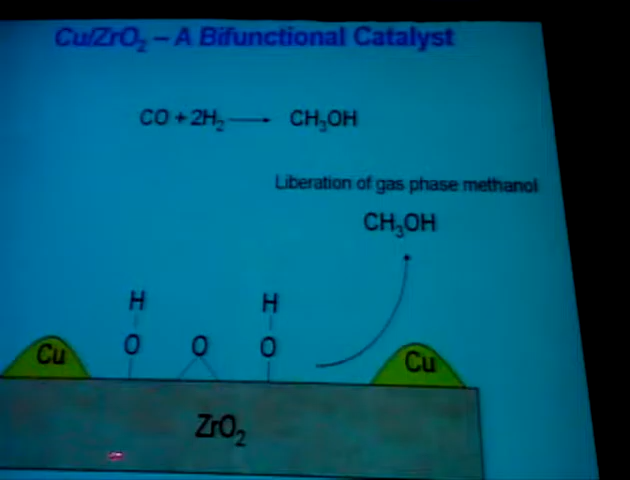 Cu/ZrO₂ – A Bifunctional Catalyst
CO + 2H₂ → CH₃OH
Liberation of gas phase methanol
CH₃OH
H H
Cu O O O Cu
ZrO₂